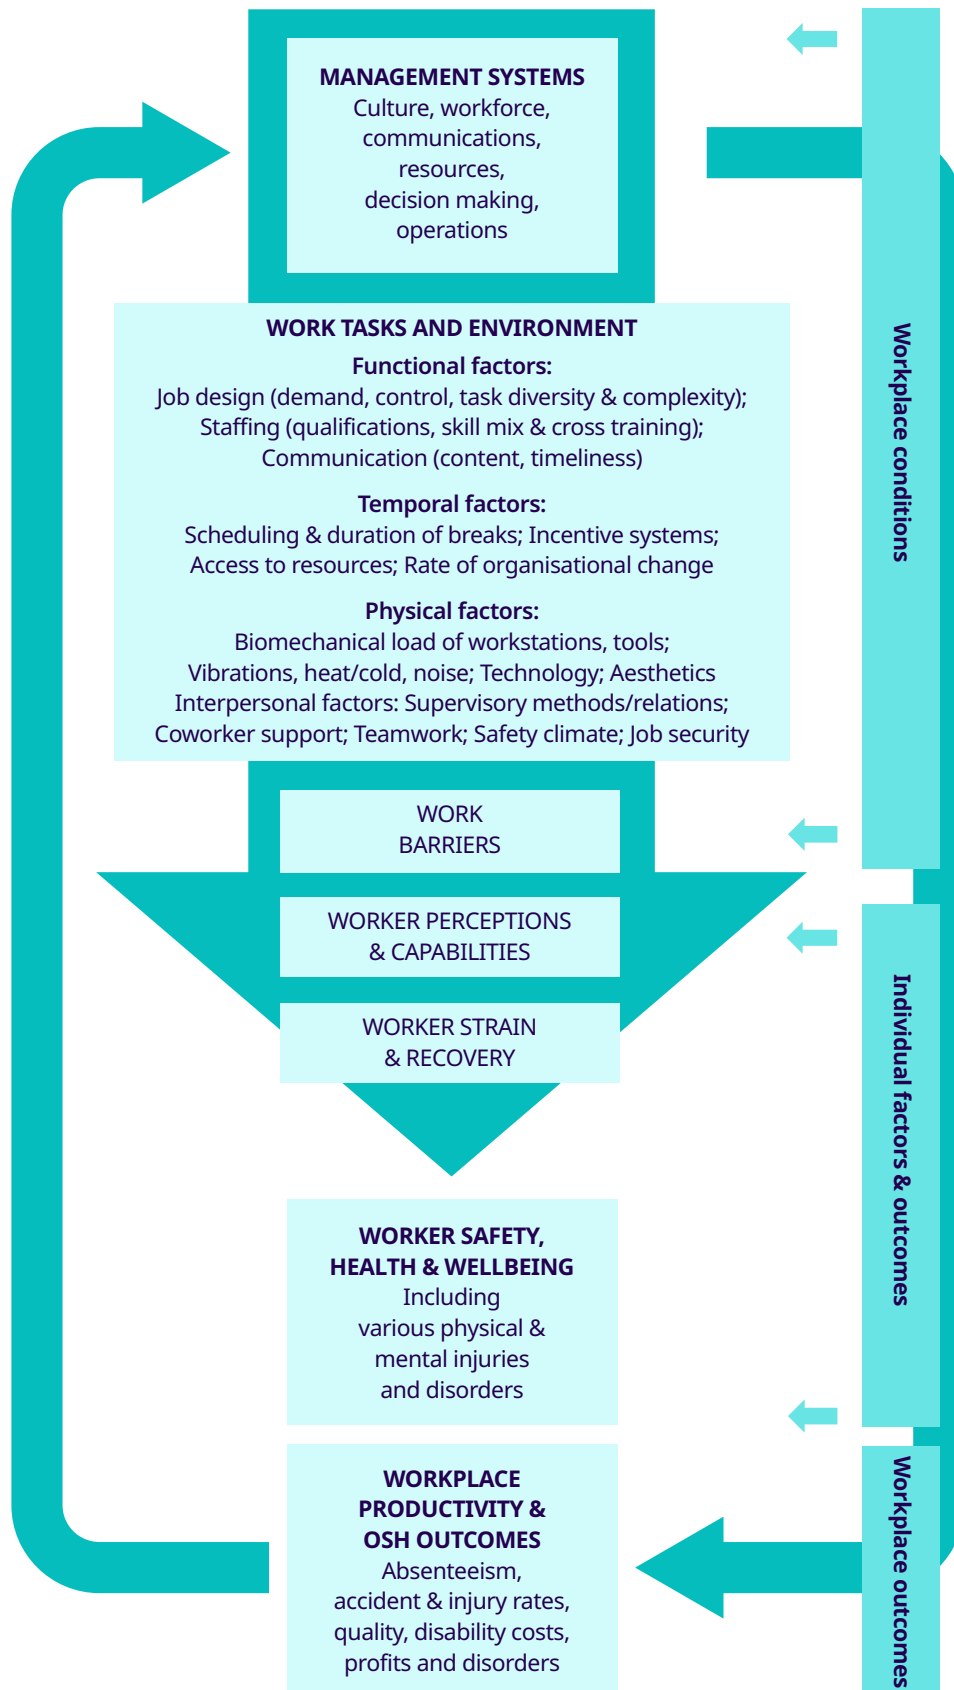 MANAGEMENT SYSTEMS
Culture, workforce,
communications,
resources,
decision making,
operations
WORK TASKS AND ENVIRONMENT
Functional factors:
Job design (demand, control, task diversity & complexity);
Staffing (qualifications, skill mix & cross training);
Communication (content, timeliness)
Temporal factors:
Scheduling & duration of breaks; Incentive systems;
Access to resources; Rate of organisational change
Physical factors:
Biomechanical load of workstations, tools;
Vibrations, heat/cold, noise; Technology; Aesthetics
Interpersonal factors: Supervisory methods/relations;
Coworker support; Teamwork; Safety climate; Job security
WORK
BARRIERS
WORKER PERCEPTIONS
& CAPABILITIES
WORKER STRAIN
& RECOVERY
WORKER SAFETY,
HEALTH & WELLBEING
Including
various physical &
mental injuries
and disorders
WORKPLACE
PRODUCTIVITY &
OSH OUTCOMES
Absenteeism,
accident & injury rates,
quality, disability costs,
profits and disorders
Workplace conditions
Individual factors & outcomes
Workplace outcomes